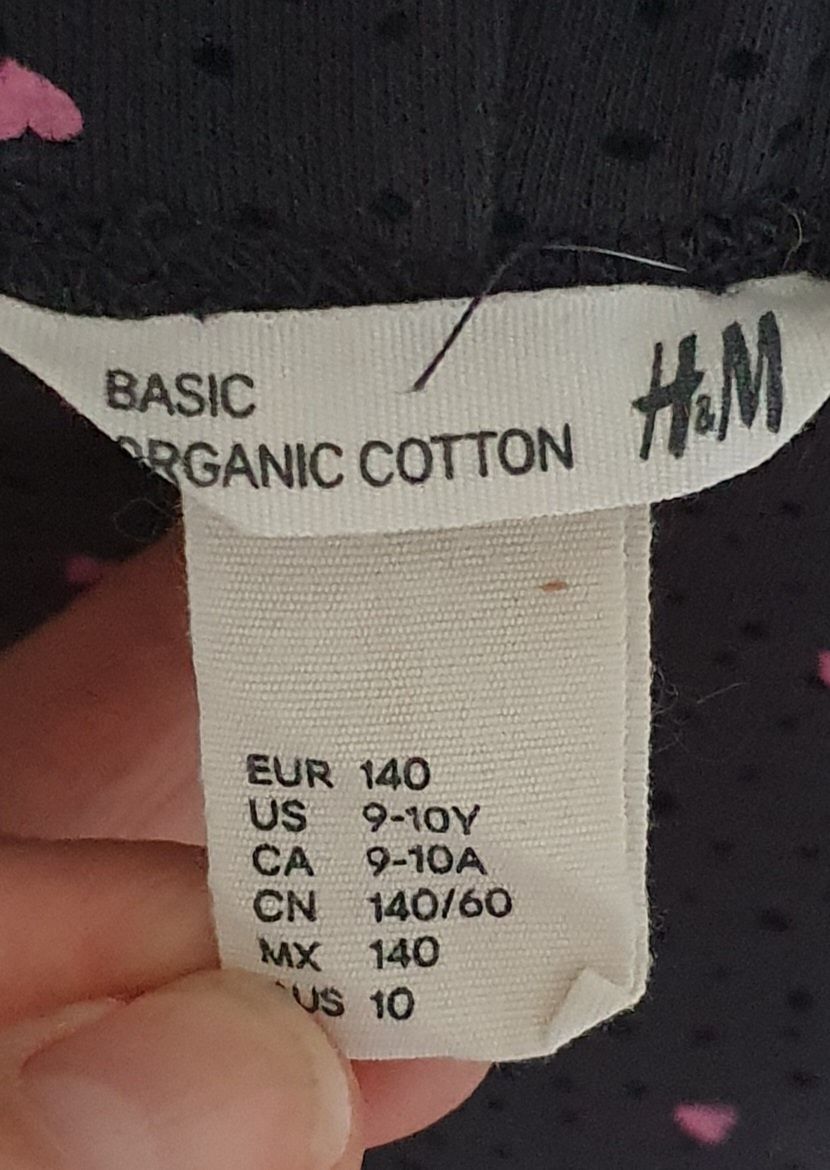 BASIC
ORGANIC COTTON
H&M
EUR 140
US 9-10Y
CA 9-10A
CN 140/60
MX 140
AUS 10